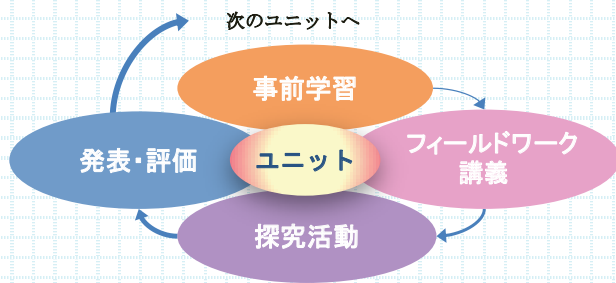 次のユニットへ
事前学習
フィールドワーク
講義
ユニット
発表・評価
探究活動